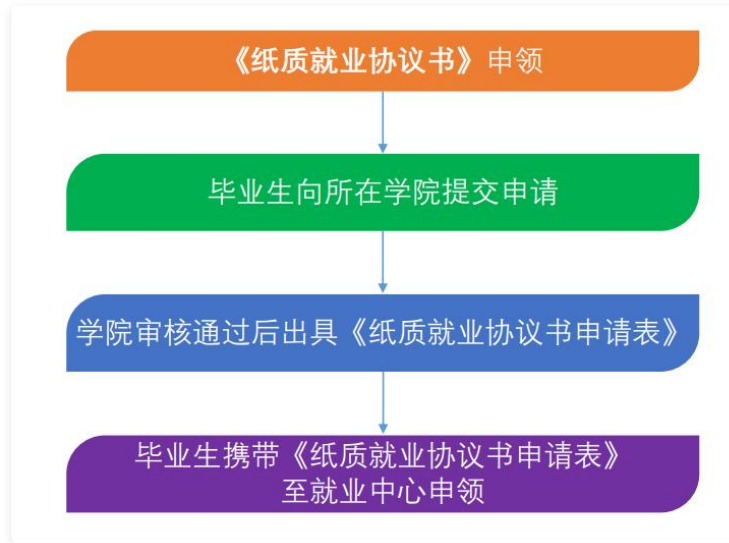 《纸质就业协议书》申领
毕业生向所在学院提交申请
学院审核通过后出具《纸质就业协议书申请表》
毕业生携带《纸质就业协议书申请表》
至就业中心申领